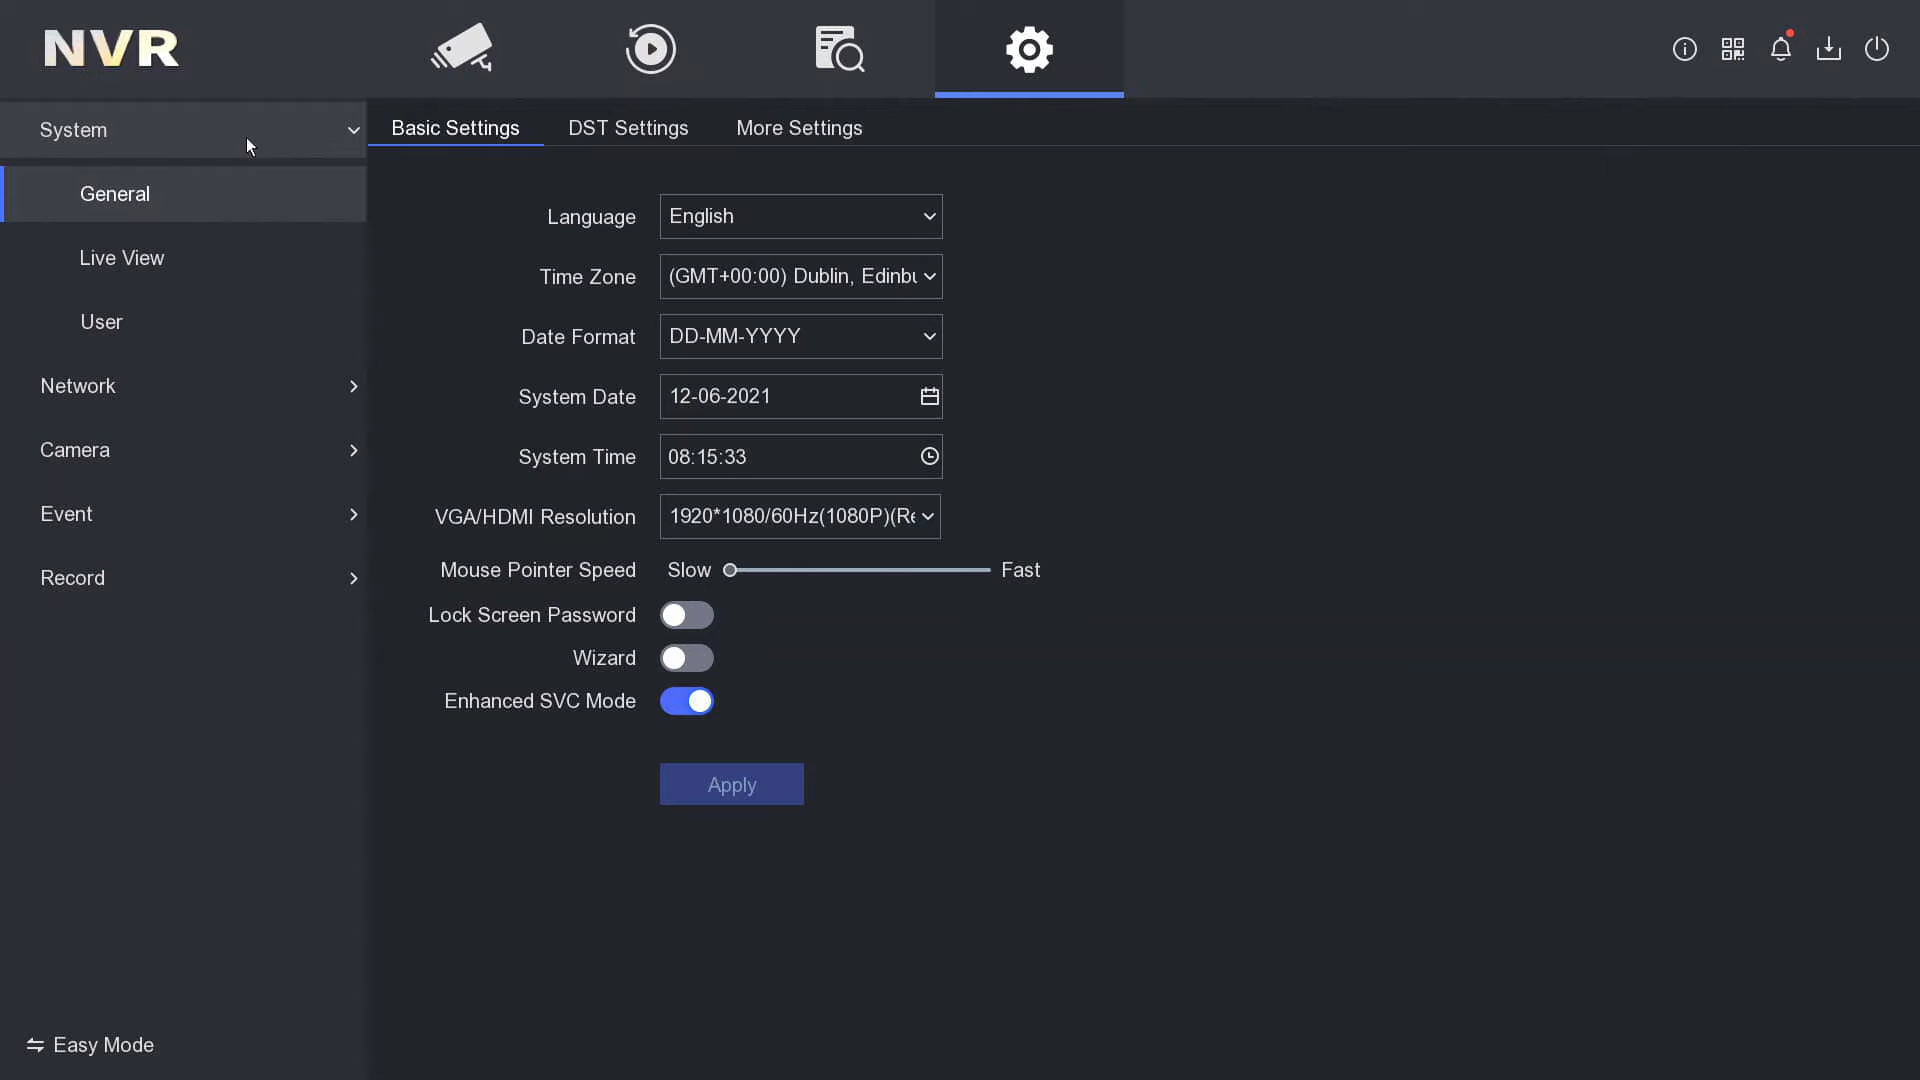 NVR
System
General
Live View
User
Network
Camera
Event
Record
Easy Mode
Basic Settings DST Settings More Settings
Language English
Time Zone (GMT+00:00) Dublin, Edinbu
Date Format DD-MM-YYYY
System Date 12-06-2021
System Time 08:15:33
VGA/HDMI Resolution 1920*1080/60Hz(1080P)(Re
Mouse Pointer Speed Slow Fast
Lock Screen Password
Wizard
Enhanced SVC Mode
Apply